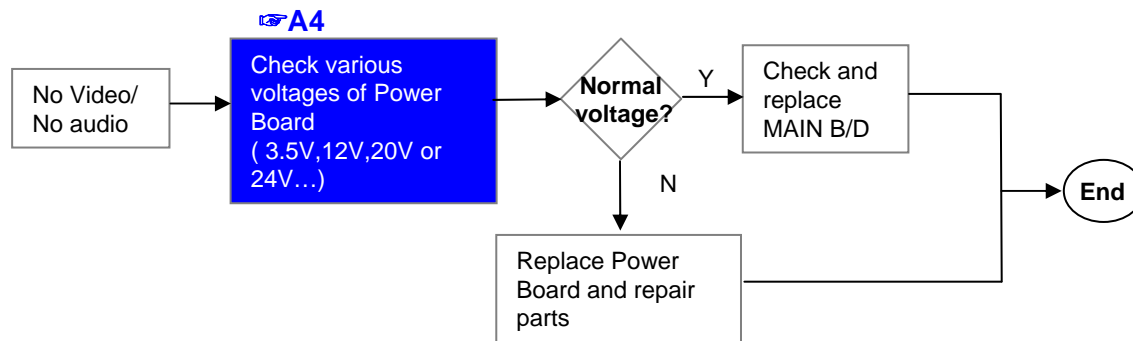 ☞A4
No Video/
No audio
Check various
voltages of Power
Board
( 3.5V,12V,20V or
24V…)
Normal
voltage?
Y
Check and
replace
MAIN B/D
N
Replace Power
Board and repair
parts
End